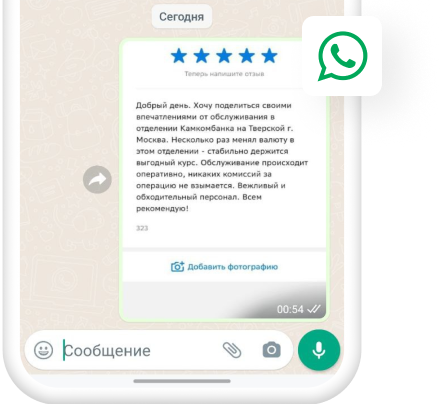 Сегодня
Теперь напишите отзыв
Добрый день. Хочу поделиться своими
впечатлениями от обслуживания в
отделении Камкомбанка на Тверской г.
Москва. Несколько раз менял валюту в
этом отделении - стабильно держится
выгодный курс. Обслуживание происходит
оперативно, никаких комиссий за
операцию не взымается. Вежливый и
обходительный персонал. Всем
рекомендую!
323
Добавить фотографию
00:54
Сообщение